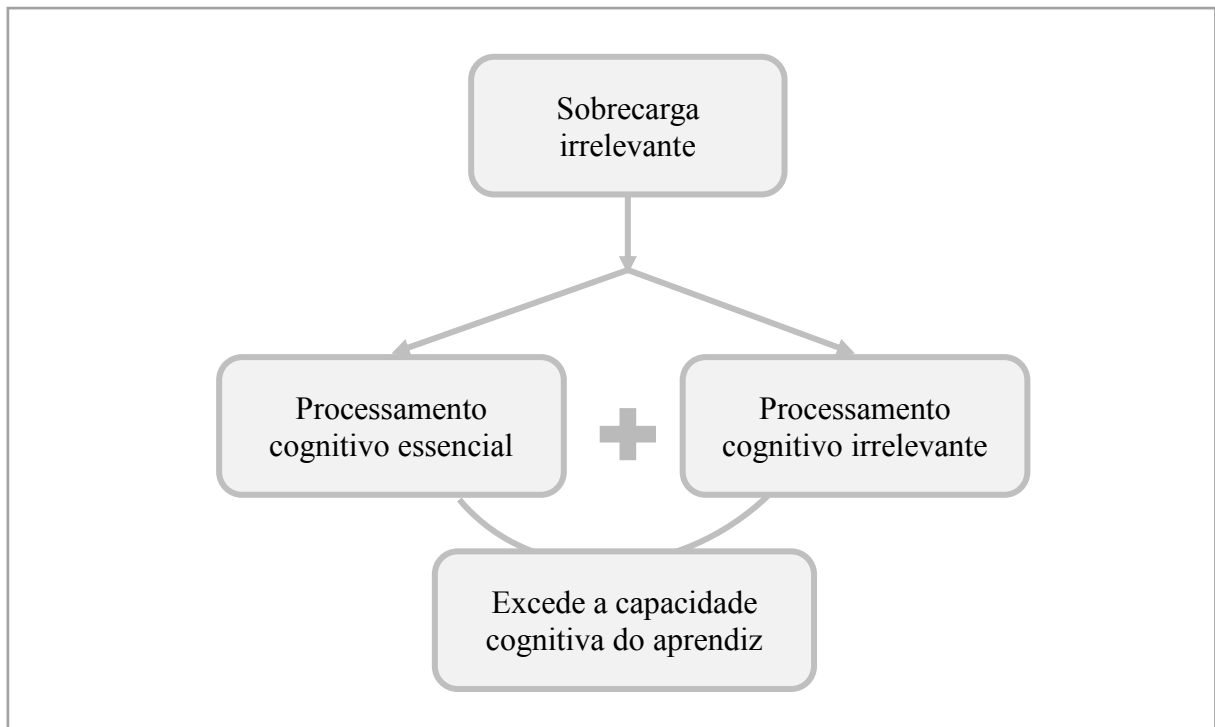 Sobrecarga
irrelevante
Processamento
cognitivo essencial
Processamento
cognitivo irrelevante
Excede a capacidade
cognitiva do aprendiz